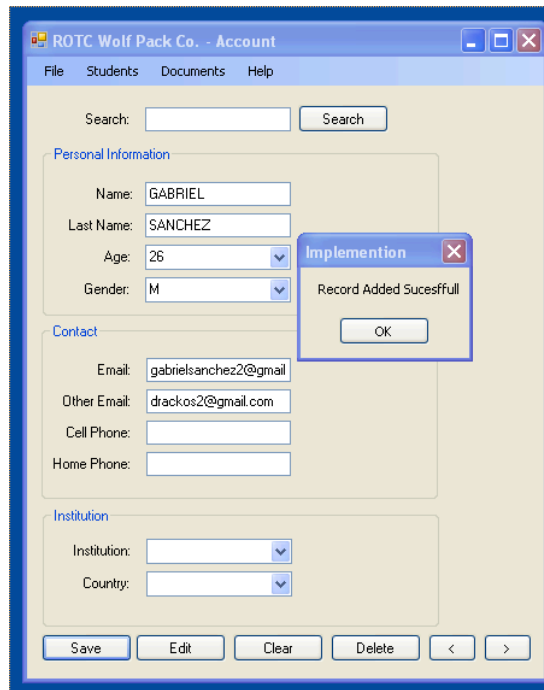 ROTC Wolf Pack Co. - Account
File Students Documents Help
Search: Search
Personal Information
Name: GABRIEL
Last Name: SANCHEZ
Age: 26
Gender: M
Implemention
Record Added Sucesffull
OK
Contact
Email: gabrielsanchez2@gmail
Other Email: drackos2@gmail.com
Cell Phone:
Home Phone:
Institution
Institution:
Country:
Save Edit Clear Delete < >